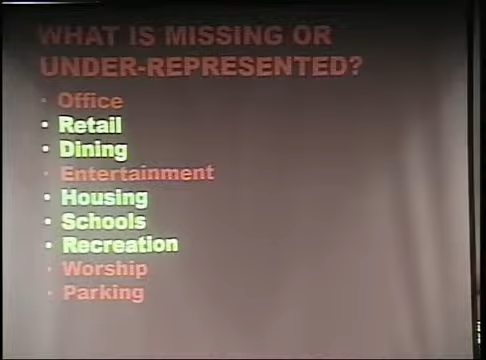 WHAT IS MISSING OR
UNDER-REPRESENTED?
· Office
· Retail
· Dining
· Entertainment
· Housing
· Schools
· Recreation
· Worship
· Parking